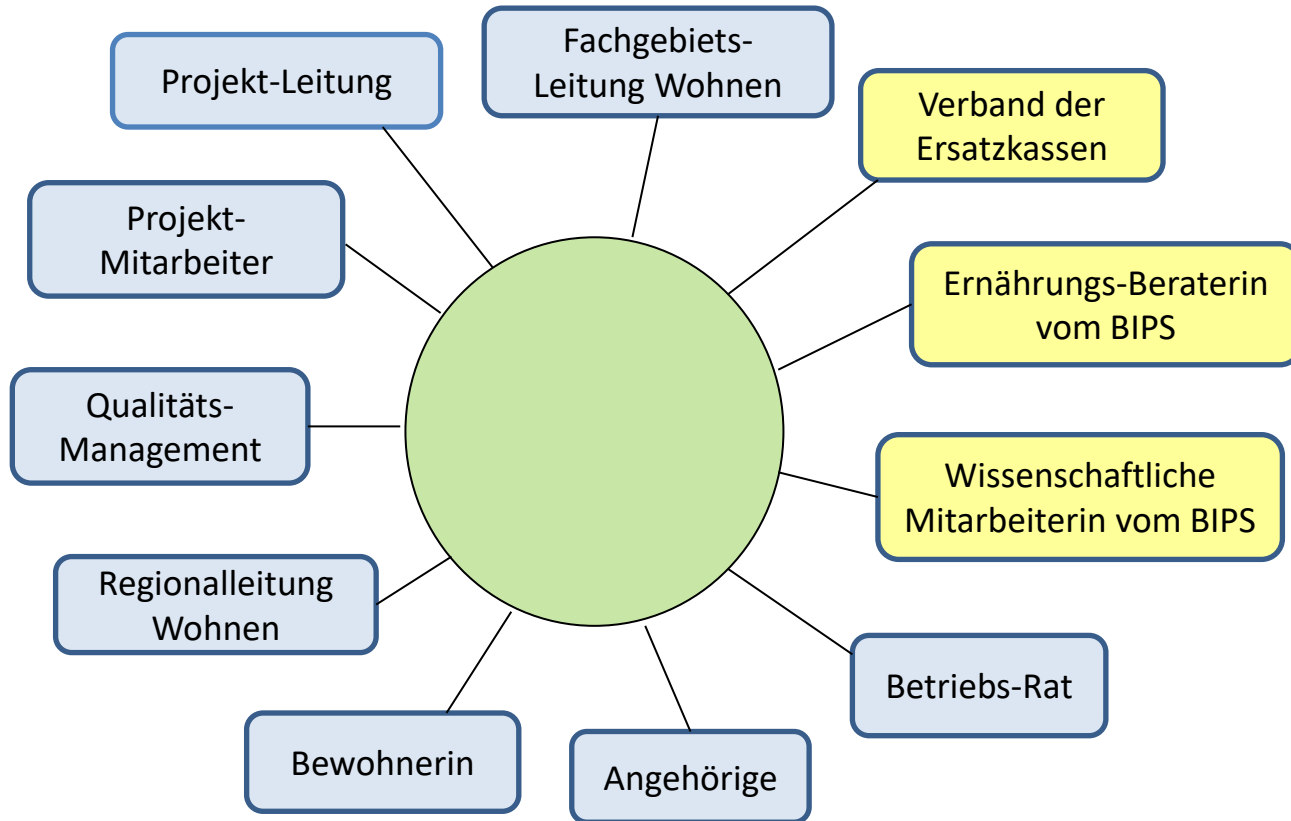 Projekt-Leitung
Fachgebiets-
Leitung Wohnen
Verband der
Ersatzkassen
Ernährungs-Beraterin
vom BIPS
Wissenschaftliche
Mitarbeiterin vom BIPS
Betriebs-Rat
Angehörige
Bewohnerin
Regionalleitung
Wohnen
Qualitäts-
Management
Projekt-
Mitarbeiter